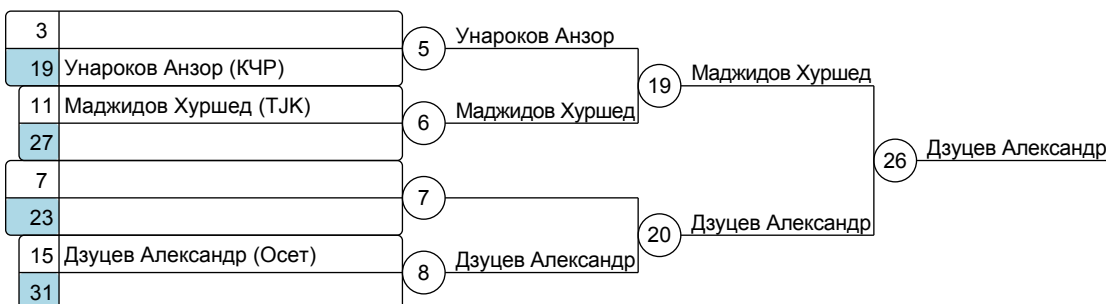 3
5
Унароков Анзор
19 Унароков Анзор (КЧР)
19
Маджидов Хуршед
11 Маджидов Хуршед (TJK)
6
Маджидов Хуршед
27
26
Дзуцев Александр
7
7
23
20
Дзуцев Александр
15 Дзуцев Александр (Осет)
8
Дзуцев Александр
31